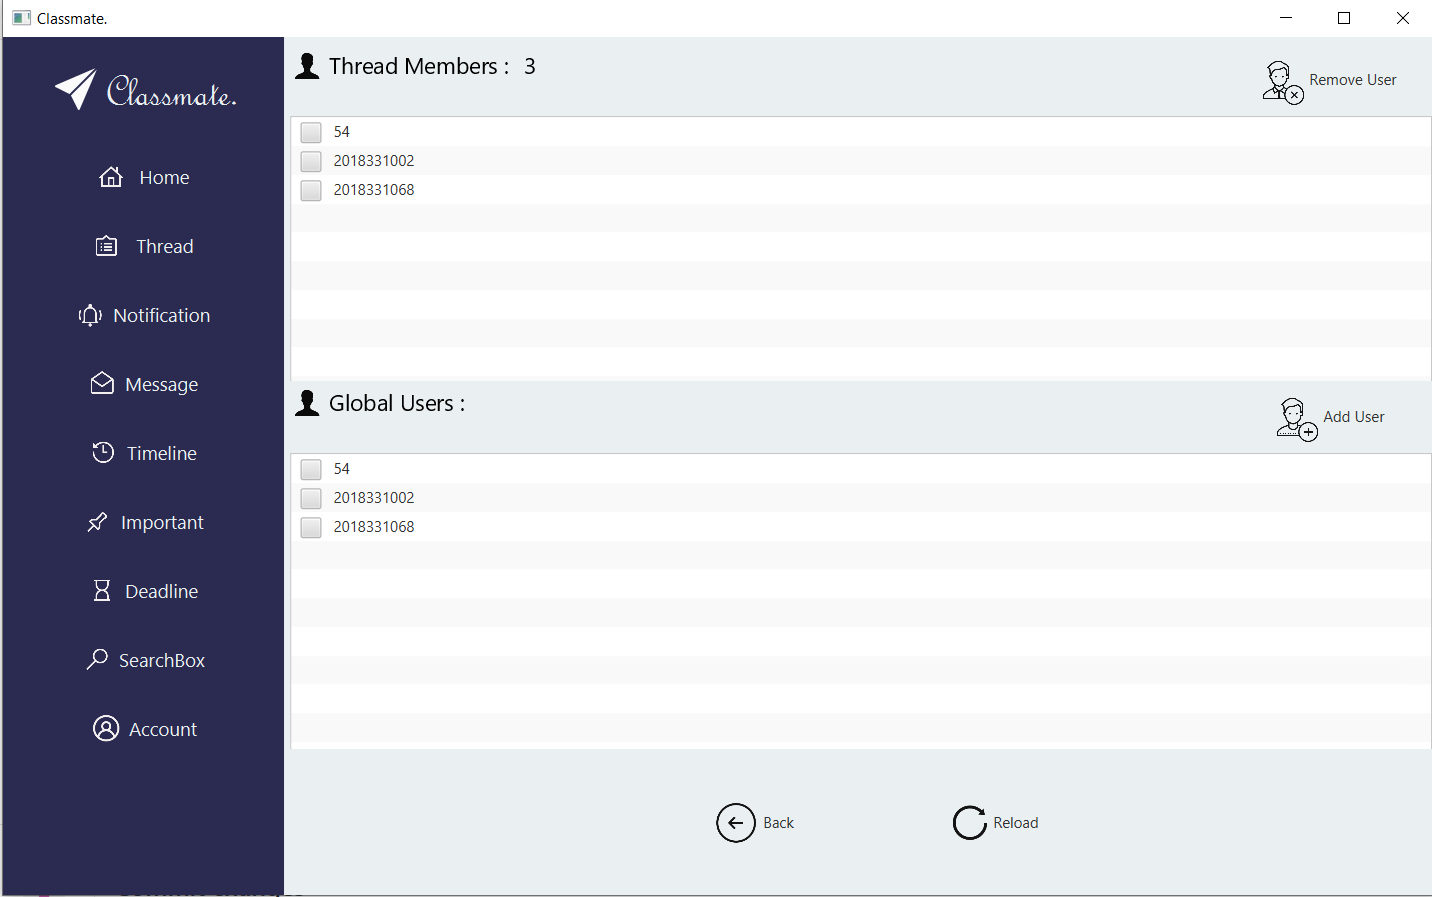 Classmate.
Classmate.
Home
Thread
Notification
Message
Timeline
Important
Deadline
SearchBox
Account
Thread Members : 3
Remove User
54
2018331002
2018331068
Global Users :
Add User
54
2018331002
2018331068
Back
Reload